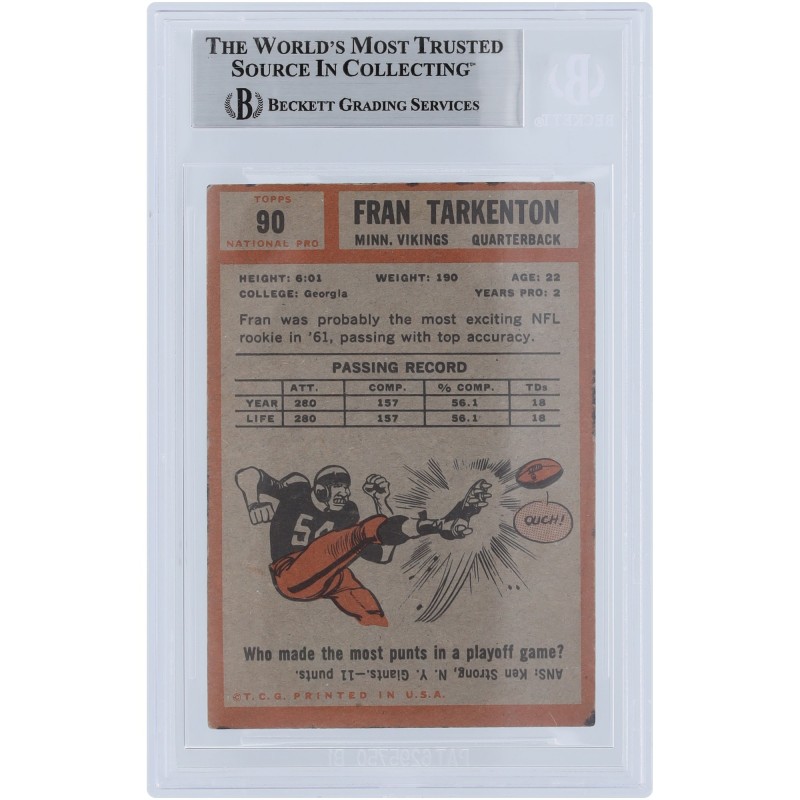 THE WORLD'S MOST TRUSTED
SOURCE IN COLLECTING™
B BECKETT GRADING SERVICES
B
BECKETT
TOPPS
90
NATIONAL PRO
FRAN TARKENTON
MINN. VIKINGS QUARTERBACK
HEIGHT: 6:01 WEIGHT: 190 AGE: 22
COLLEGE: Georgia YEARS PRO: 2
Fran was probably the most exciting NFL
rookie in '61, passing with top accuracy.
PASSING RECORD
ATT. COMP. % COMP. TDs
YEAR 280 157 56.1 18
LIFE 280 157 56.1 18
54
OUCH!
Who made the most punts in a playoff game?
ANS: Ken Strong, N. Y. Giants.—11 punts.
©T.C.G. PRINTED IN U.S.A.